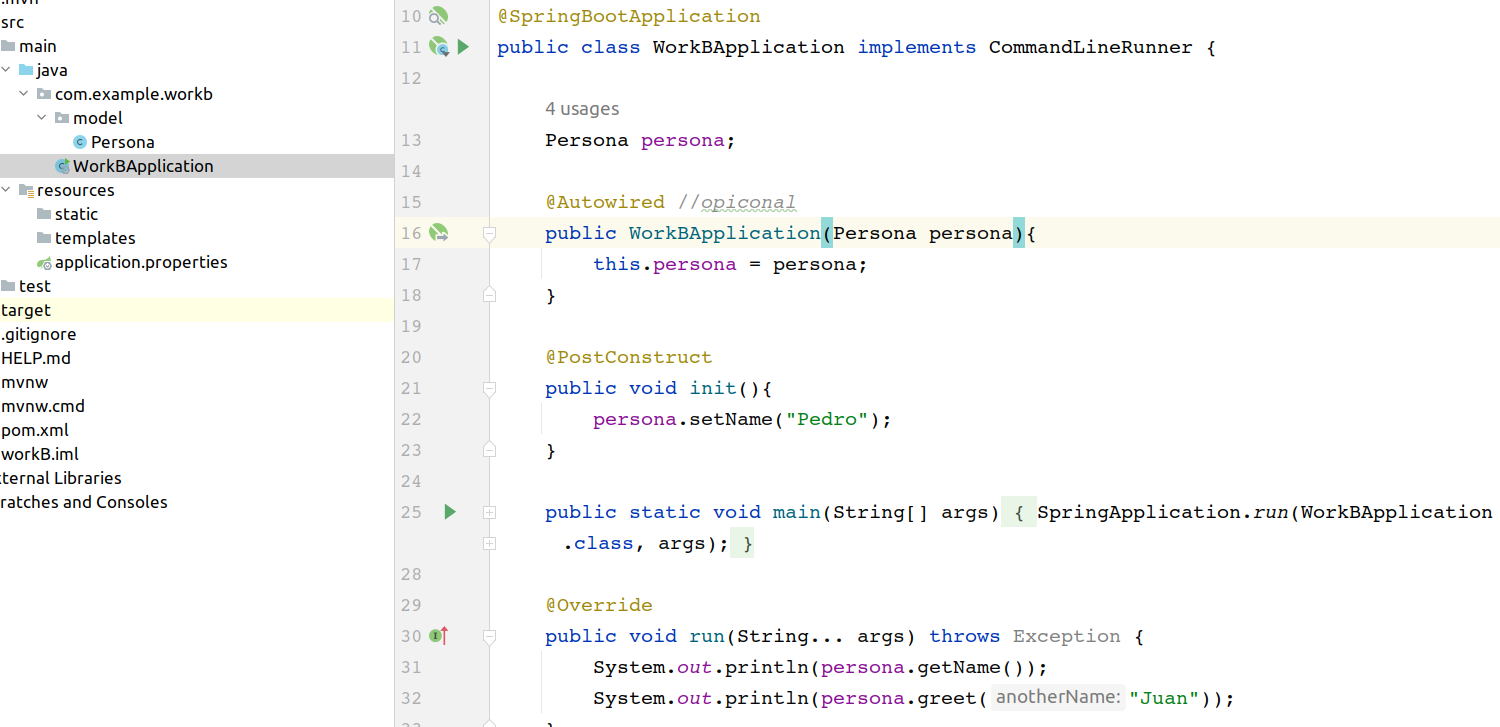 .mvn
src
main
java
com.example.workb
model
Persona
WorkBApplication
resources
static
templates
application.properties
test
target
.gitignore
HELP.md
mvnw
mvnw.cmd
pom.xml
workB.iml
ternal Libraries
ratches and Consoles
10 @SpringBootApplication
11 public class WorkBApplication implements CommandLineRunner {
12
4 usages
13 Persona persona;
14
15 @Autowired //opiconal
16 public WorkBApplication(Persona persona){
17 this.persona = persona;
18 }
19
20 @PostConstruct
21 public void init(){
22 persona.setName("Pedro");
23 }
24
25 public static void main(String[] args) { SpringApplication.run(WorkBApplication
.class, args); }
28
29 @Override
30 public void run(String... args) throws Exception {
31 System.out.println(persona.getName());
32 System.out.println(persona.greet( anotherName: "Juan"));
33 }